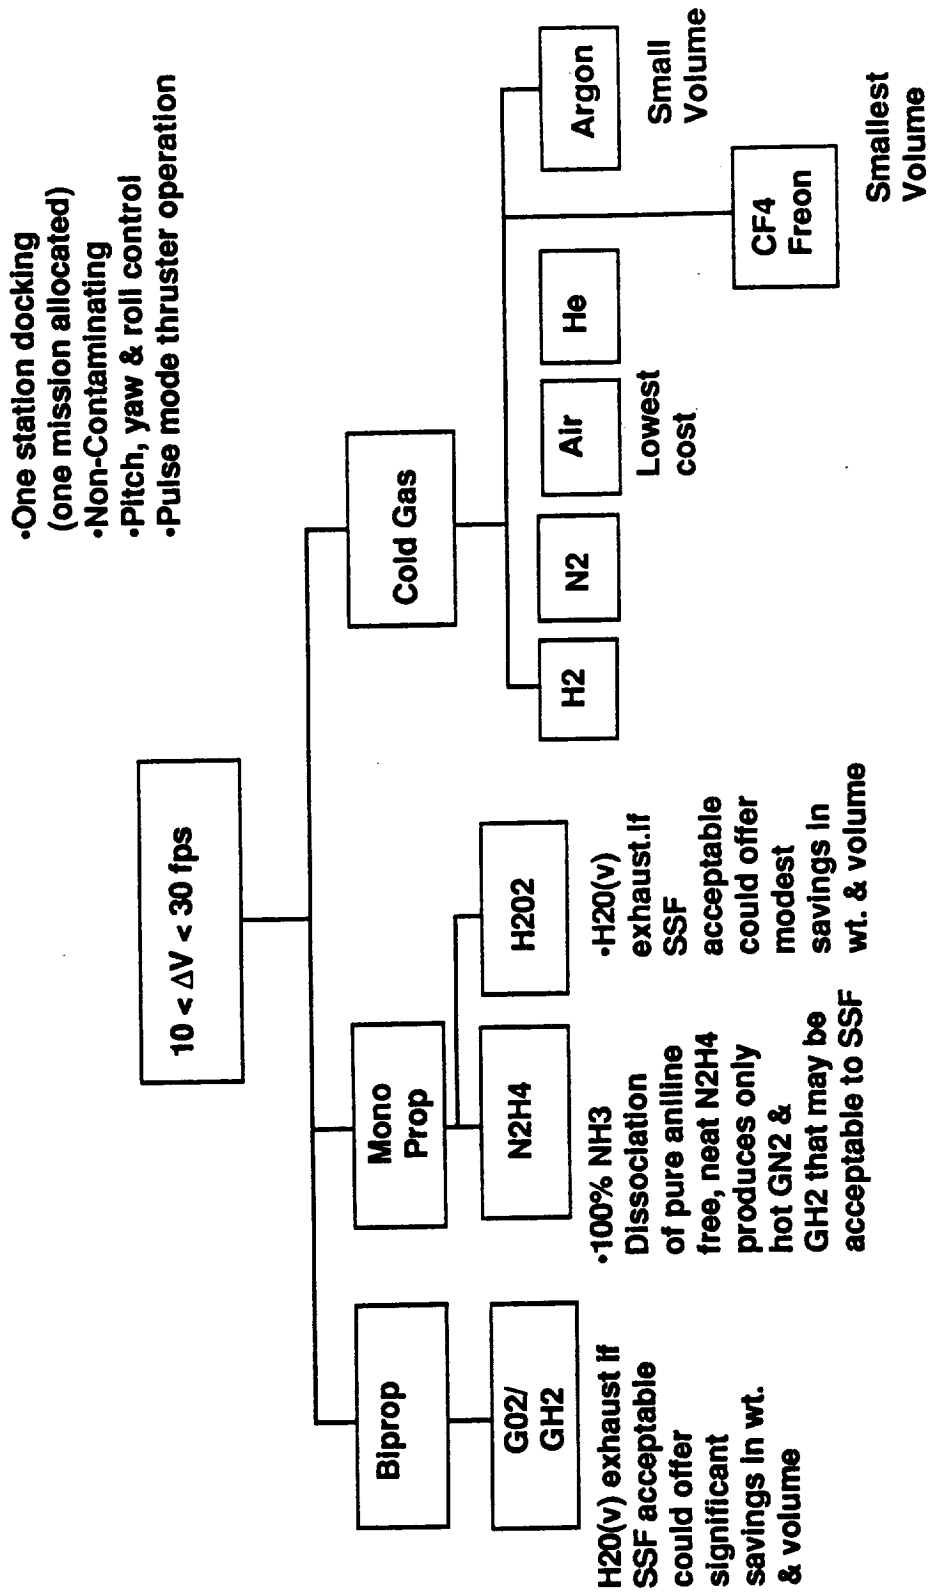 •One station docking
(one mission allocated)
•Non-Contaminating
•Pitch, yaw & roll control
•Pulse mode thruster operation
10 < ΔV < 30 fps
Biprop
Mono
Prop
Cold Gas
G02/
GH2
N2H4
H202
H2
N2
Air
He
Argon
CF4
Freon
H20(v) exhaust if
SSF acceptable
could offer
significant
savings in wt.
& volume
•100% NH3
Dissociation
of pure aniline
free, neat N2H4
produces only
hot GN2 &
GH2 that may be
acceptable to SSF
•H20(v)
exhaust.If
SSF
acceptable
could offer
modest
savings in
wt. & volume
Lowest
cost
Small
Volume
Smallest
Volume